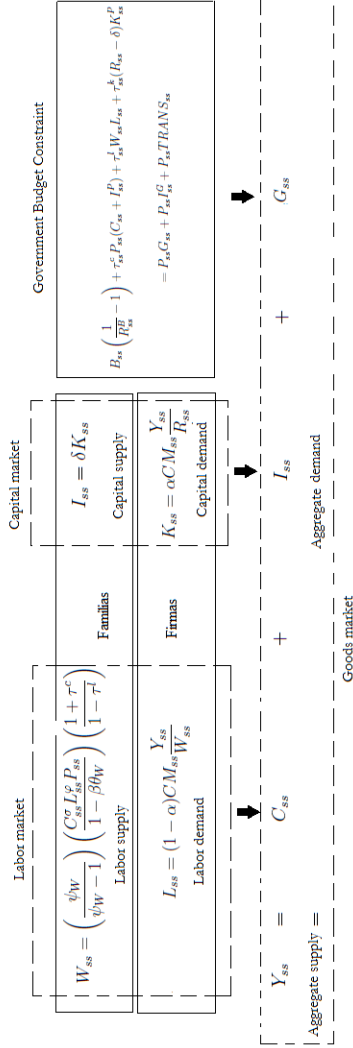 Labor market
Capital market
Government Budget Constraint
W_{ss} = \left(\frac{\psi_W}{\psi_W - 1}\right)\left(\frac{C_{ss}^{\sigma} L_{ss}^{\varphi} P_{ss}}{1 - \beta\theta_W}\right)\left(\frac{1 + \tau^c}{1 - \tau^l}\right)
Labor supply
Familias
I_{ss} = \delta K_{ss}
Capital supply
L_{ss} = (1 - \alpha)CM_{ss}\frac{Y_{ss}}{W_{ss}}
Labor demand
Firmas
K_{ss} = \alpha CM_{ss}\frac{Y_{ss}}{R_{ss}}
Capital demand
B_{ss}\left(\frac{1}{R_{ss}^B} - 1\right) + \tau_{ss}^c P_{ss}(C_{ss} + I_{ss}^P) + \tau_{ss}^l W_{ss} L_{ss} + \tau_{ss}^k (R_{ss} - \delta)K_{ss}^P
= P_{ss}G_{ss} + P_{ss}I_{ss}^G + P_{ss}TRANS_{ss}
Y_{ss} = C_{ss} + I_{ss} + G_{ss}
Aggregate supply = Aggregate demand
Goods market